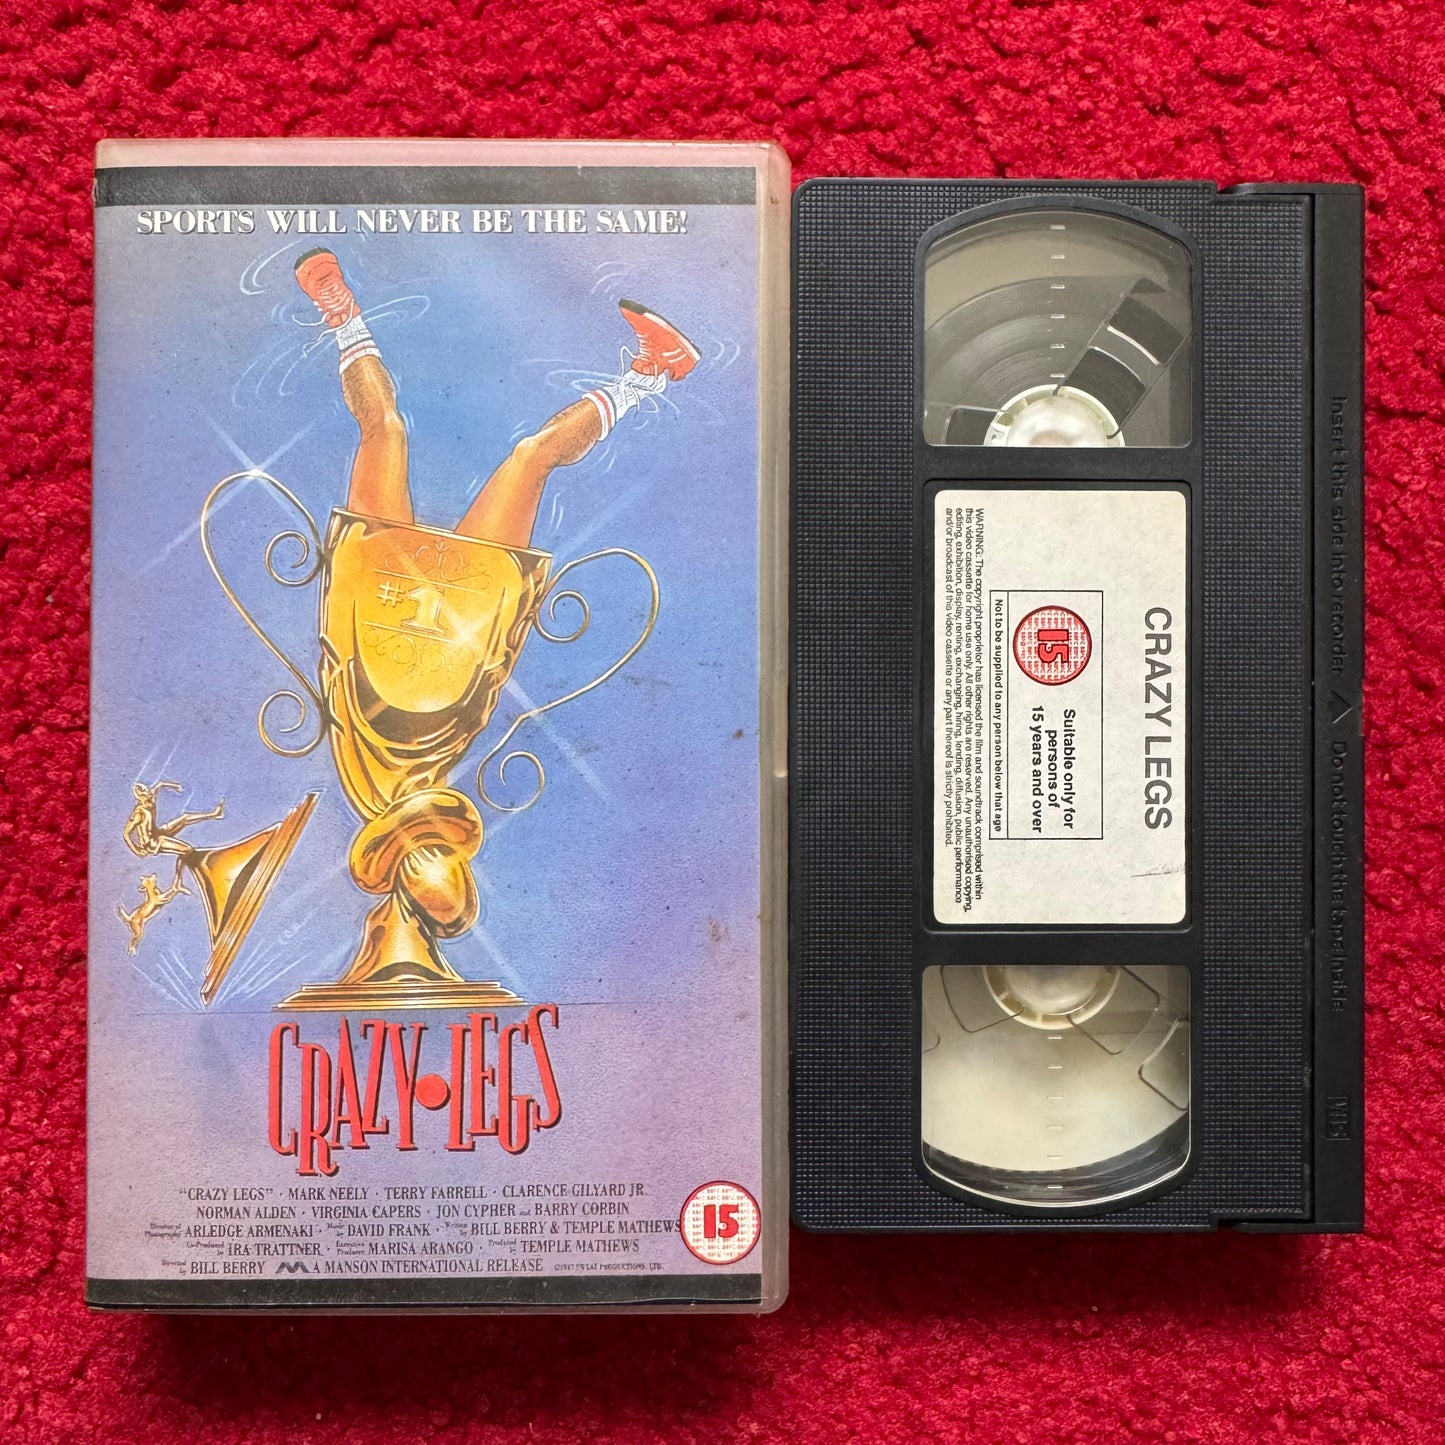 SPORTS WILL NEVER BE THE SAME!
#1
CRAZY•LEGS
"CRAZY LEGS" · MARK NEELY · TERRY FARRELL · CLARENCE GILYARD JR.
NORMAN ALDEN · VIRGINIA CAPERS · JON CYPHER and BARRY CORBIN
Director of Photography ARLEDGE ARMENAKI · Music by DAVID FRANK · Written by BILL BERRY & TEMPLE MATHEWS
Co-Produced by IRA TRATTNER · Executive Producer MARISA ARANGO · Produced by TEMPLE MATHEWS
Directed by BILL BERRY A MANSON INTERNATIONAL RELEASE ©1987 SWEAT PRODUCTIONS, LTD.
15
CRAZY LEGS
15
Suitable only for
persons of
15 years and over
Not to be supplied to any person below that age
WARNING: The copyright proprietor has licensed the film and soundtrack comprised within
this video cassette for home use only. All other rights are reserved. Any unauthorised copying,
editing, exhibition, display, renting, exchanging, hiring, lending, diffusion, public performance
and/or broadcast of this video cassette or any part thereof is strictly prohibited.
Insert this side into recorder △ Do not touch the tape inside
VHS